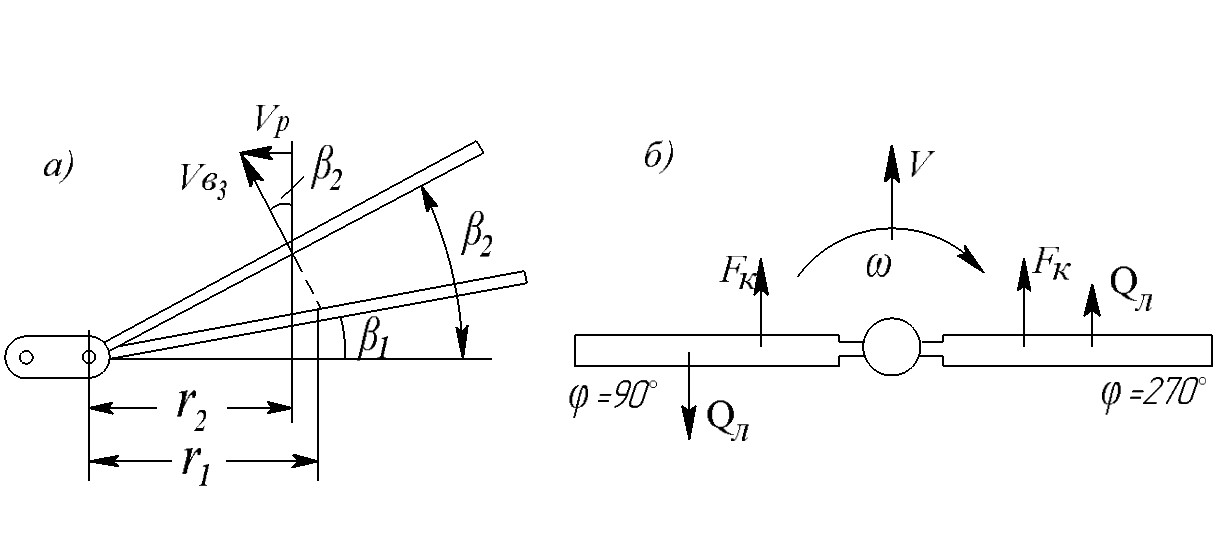 а)
Vр
Vв3
β2
β2
β1
r2
r1
б)
V
ω
Fк
Fк
Qл
φ=90°
Qл
φ=270°